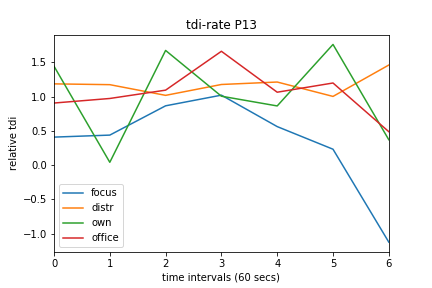 tdi-rate P13
relative tdi
1.5
1.0
0.5
0.0
−0.5
−1.0
focus
distr
own
office
0 1 2 3 4 5 6
time intervals (60 secs)